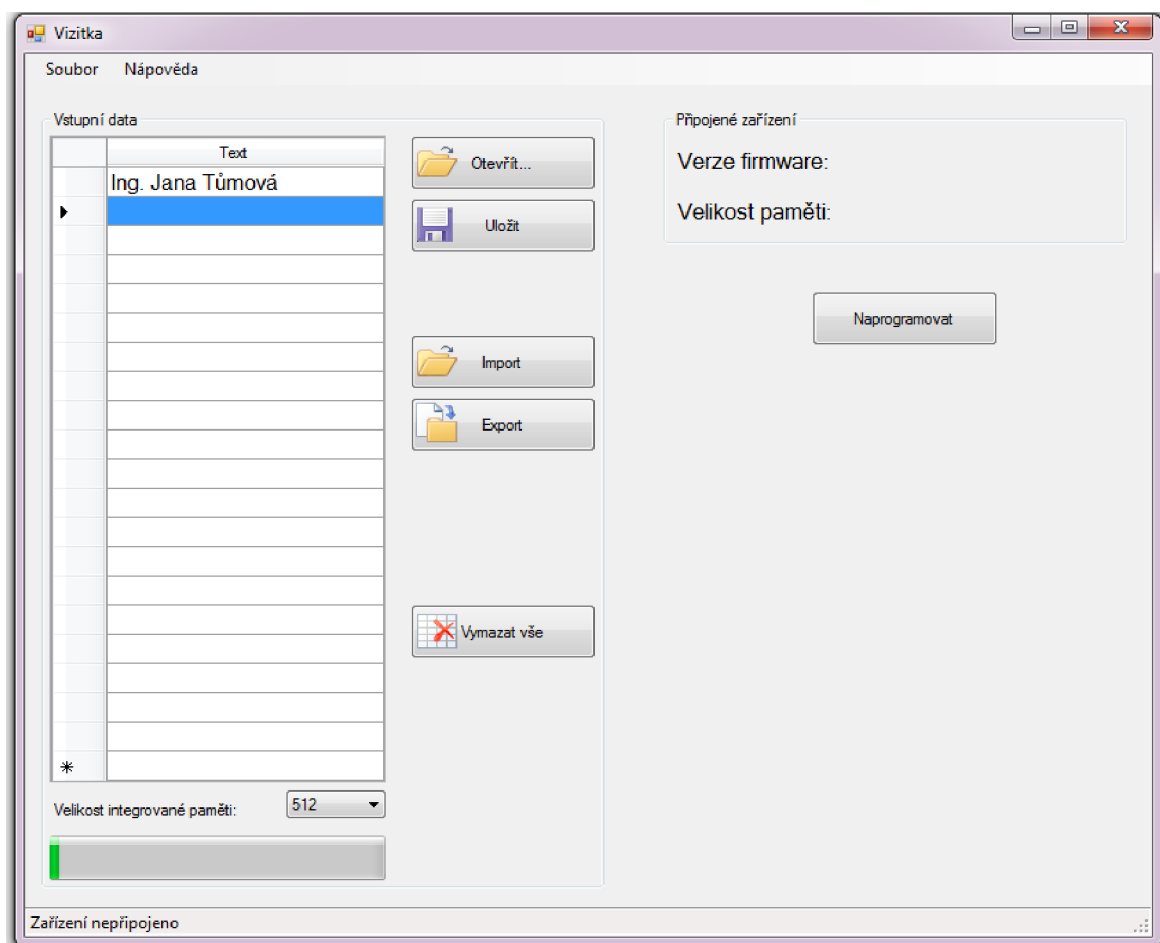 Vizitka
Soubor Nápověda
Vstupní data
Text
Ing. Jana Tůmová
Otevřít...
Uložit
Import
Export
Vymazat vše
Velikost integrované paměti: 512
Připojené zařízení
Verze firmware:
Velikost paměti:
Naprogramovat
Zařízení nepřipojeno